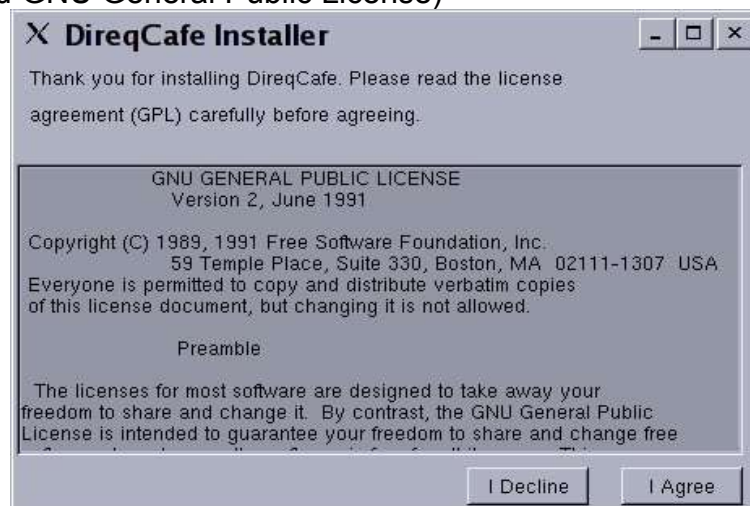 GNU General Public License)
X DireqCafe Installer
Thank you for installing DireqCafe. Please read the license
agreement (GPL) carefully before agreeing.
GNU GENERAL PUBLIC LICENSE
Version 2, June 1991
Copyright (C) 1989, 1991 Free Software Foundation, Inc.
59 Temple Place, Suite 330, Boston, MA 02111-1307 USA
Everyone is permitted to copy and distribute verbatim copies
of this license document, but changing it is not allowed.
Preamble
The licenses for most software are designed to take away your
freedom to share and change it. By contrast, the GNU General Public
License is intended to guarantee your freedom to share and change free
I Decline
I Agree